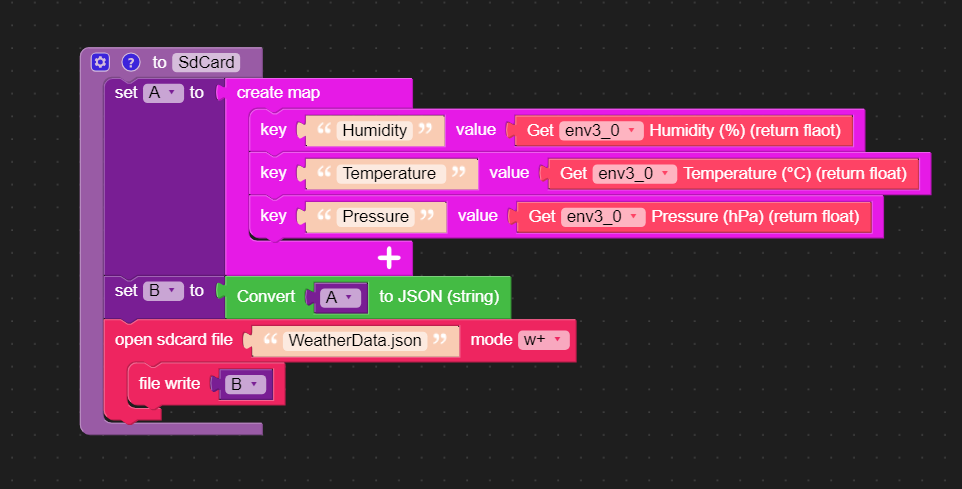 ? to SdCard
set A to create map
key “ Humidity ” value Get env3_0 Humidity (%) (return flaot)
key “ Temperature ” value Get env3_0 Temperature (°C) (return float)
key “ Pressure ” value Get env3_0 Pressure (hPa) (return float)
+
set B to Convert A to JSON (string)
open sdcard file “ WeatherData.json ” mode w+
file write B